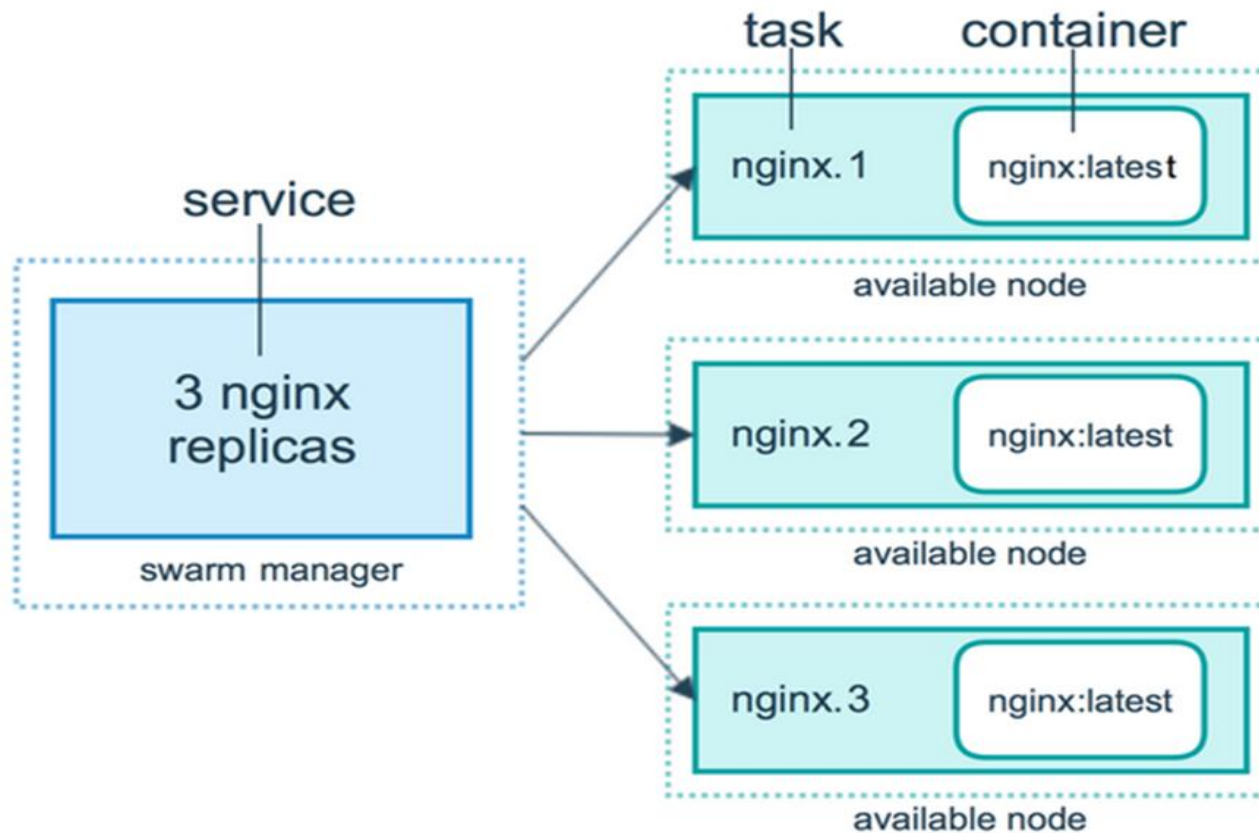 task
container
nginx.1
nginx:latest
available node
service
3 nginx
replicas
swarm manager
nginx.2
nginx:latest
available node
nginx.3
nginx:latest
available node